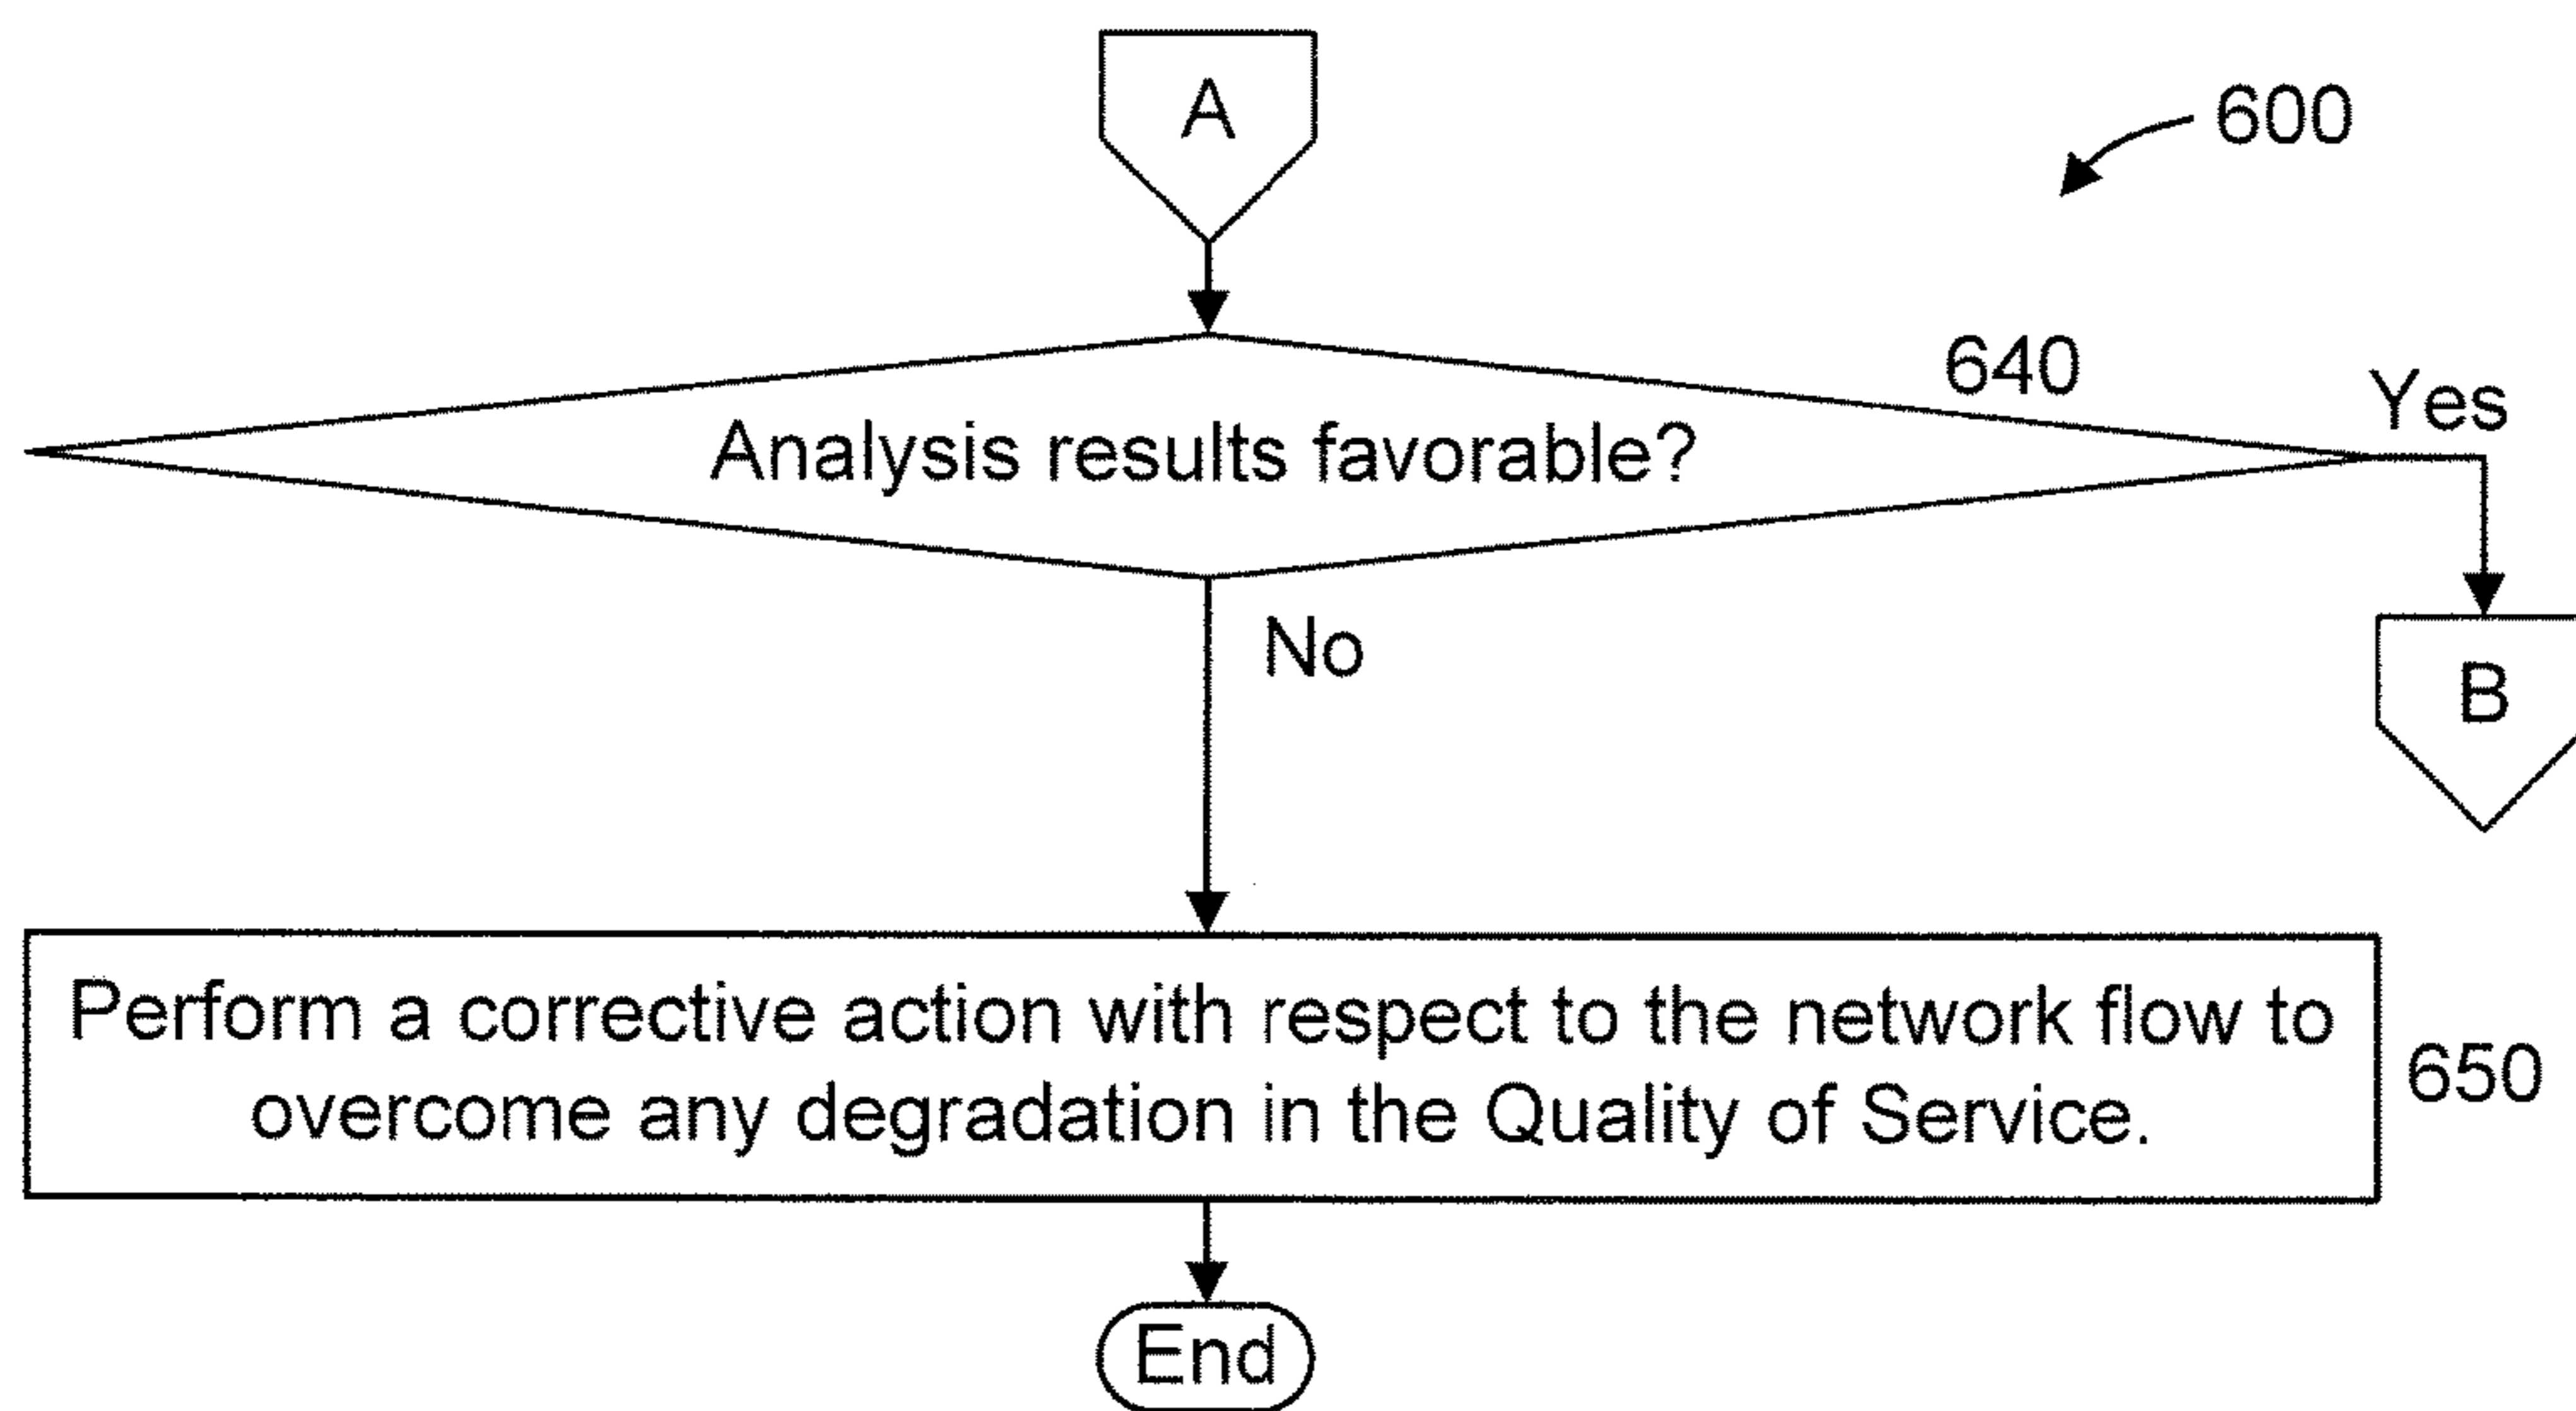 A
600
640
Yes
Analysis results favorable?
No
B
Perform a corrective action with respect to the network flow to
overcome any degradation in the Quality of Service.
650
End